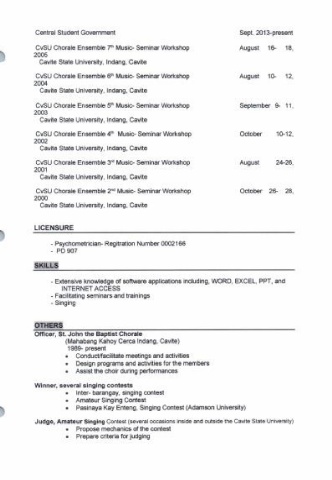 Central Student Government Sept. 2013-present
CvSU Chorale Ensemble 7th Music- Seminar Workshop August 16- 18,
2005
Cavite State University, Indang, Cavite
CvSU Chorale Ensemble 6th Music- Seminar Workshop August 10- 12,
2004
Cavite State University, Indang, Cavite
CvSU Chorale Ensemble 5th Music- Seminar Workshop September 9- 11,
2003
Cavite State University, Indang, Cavite
CvSU Chorale Ensemble 4th Music- Seminar Workshop October 10-12,
2002
Cavite State University, Indang, Cavite
CvSU Chorale Ensemble 3rd Music- Seminar Workshop August 24-26,
2001
Cavite State University, Indang, Cavite
CvSU Chorale Ensemble 2nd Music- Seminar Workshop October 26- 28,
2000
Cavite State University, Indang, Cavite
LICENSURE
- Psychometrician- Regitration Number 0002166
- PD 907
SKILLS
- Extensive knowledge of software applications including, WORD, EXCEL, PPT, and
INTERNET ACCESS
- Facilitating seminars and trainings
- Singing
OTHERS
Officer, St. John the Baptist Chorale
(Mahabang Kahoy Cerca Indang, Cavite)
1989- present
• Conduct/facilitate meetings and activities
• Design programs and activities for the members
• Assist the choir during performances
Winner, several singing contests
• Inter- barangay, singing contest
• Amateur Singing Contest
• Pasinaya Kay Enteng, Singing Contest (Adamson University)
Judge, Amateur Singing Contest (several occasions inside and outside the Cavite State University)
• Propose mechanics of the contest
• Prepare criteria for judging